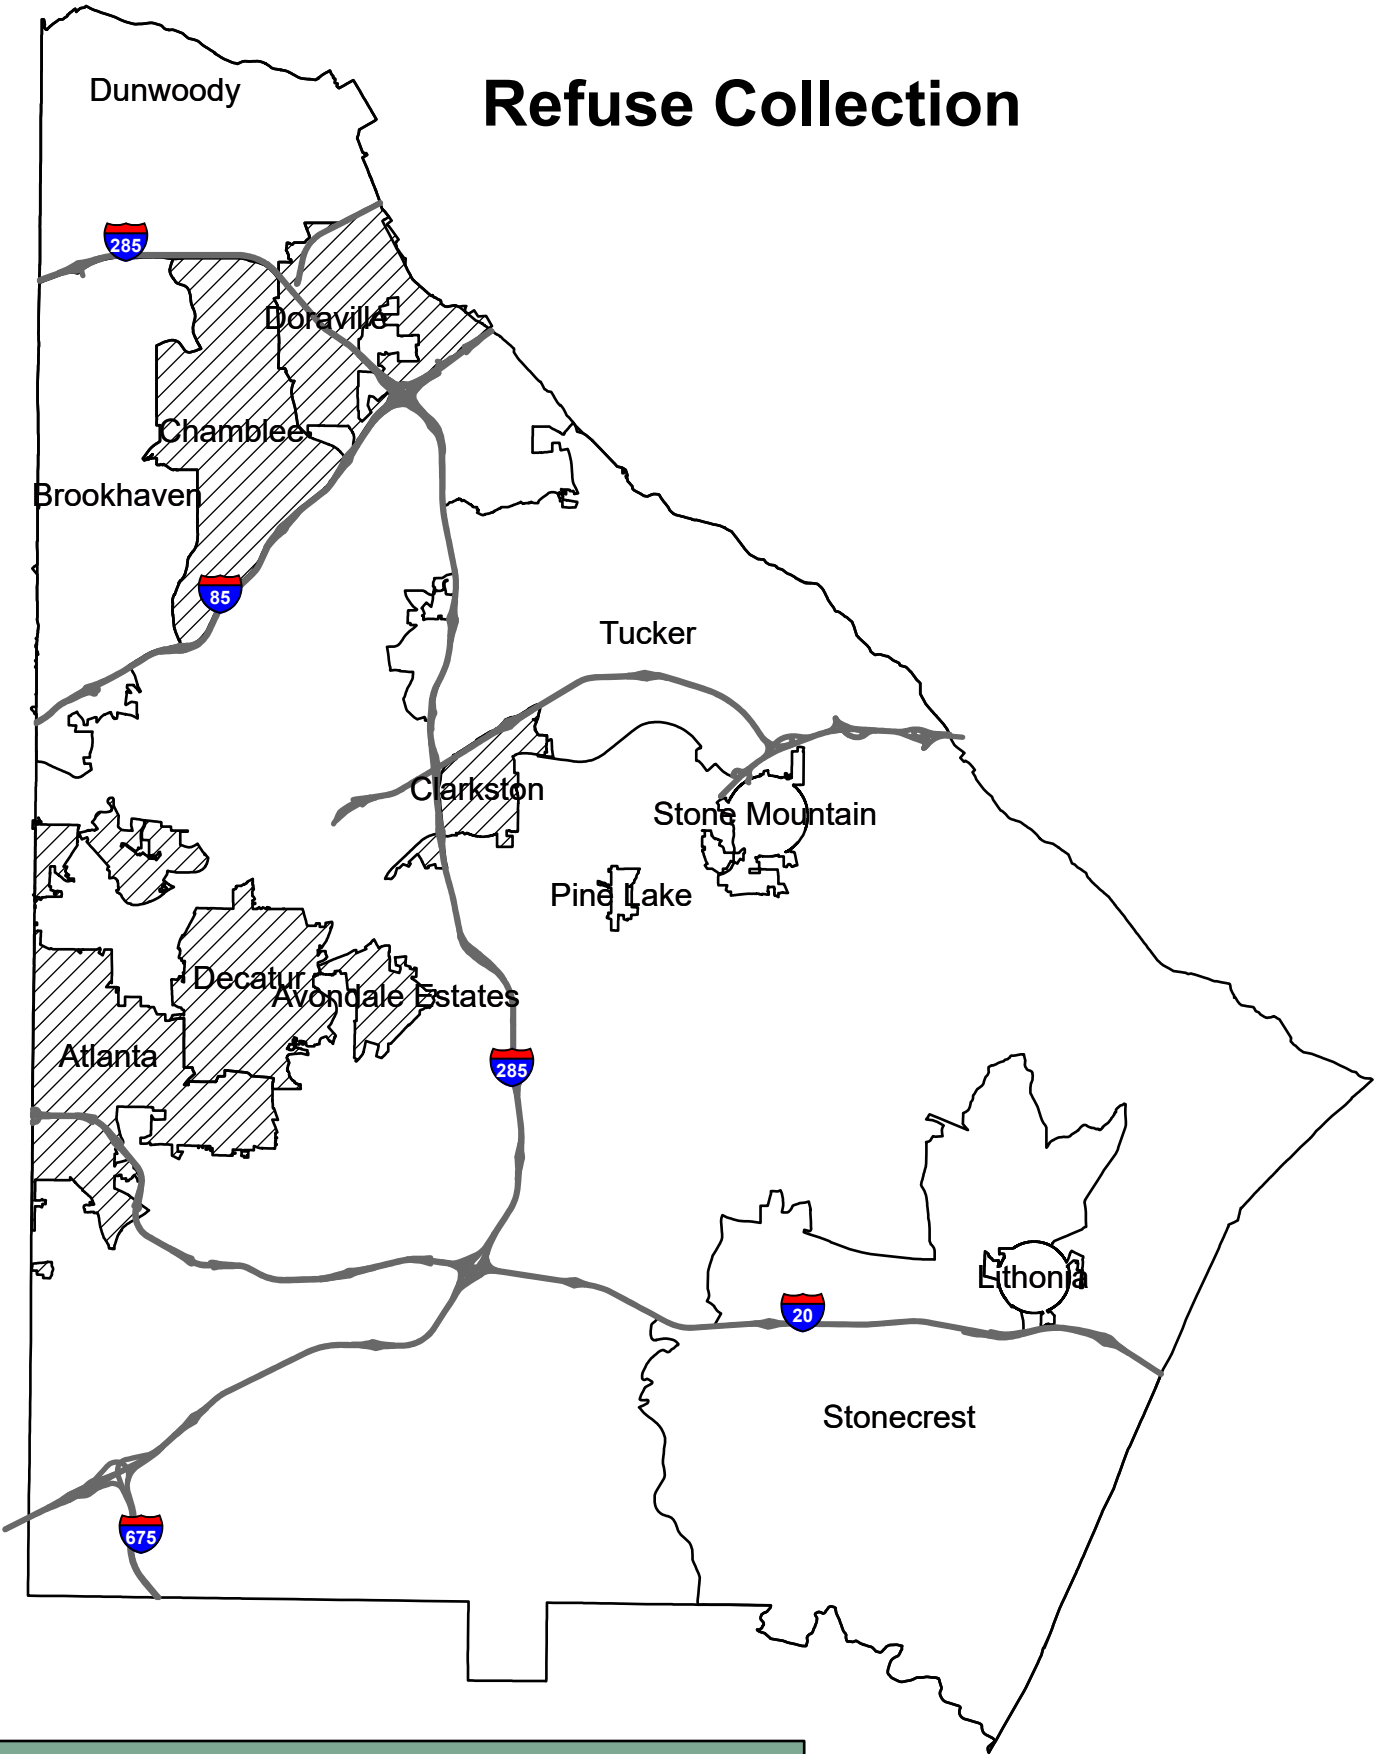 Dunwoody
Refuse Collection
285
Doraville
Chamblee
Brookhaven
85
Tucker
Clarkston
Stone Mountain
Pine Lake
Decatur
Avondale Estates
Atlanta
285
Lithonia
20
Stonecrest
675